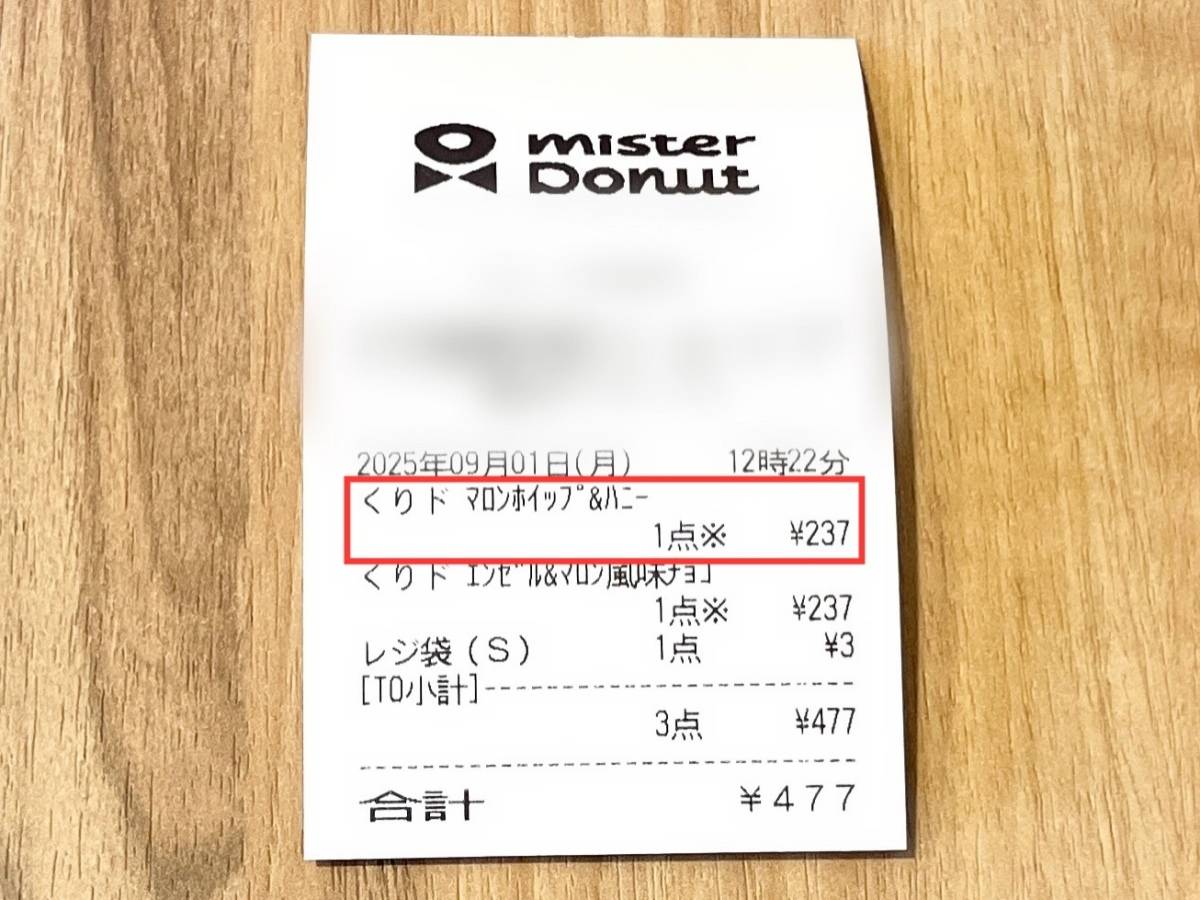 mister
Donut
2025年09月01日(月) 12時22分
くりド ﾏﾛﾝﾎｲｯﾌﾟ&ﾊﾆｰ
1点※ ¥237
くりド ｴﾝｾﾞﾙ&ﾏﾛﾝ風味ﾁｮｺ
1点※ ¥237
レジ袋(S) 1点 ¥3
[TO小計]
3点 ¥477
合計 ¥477